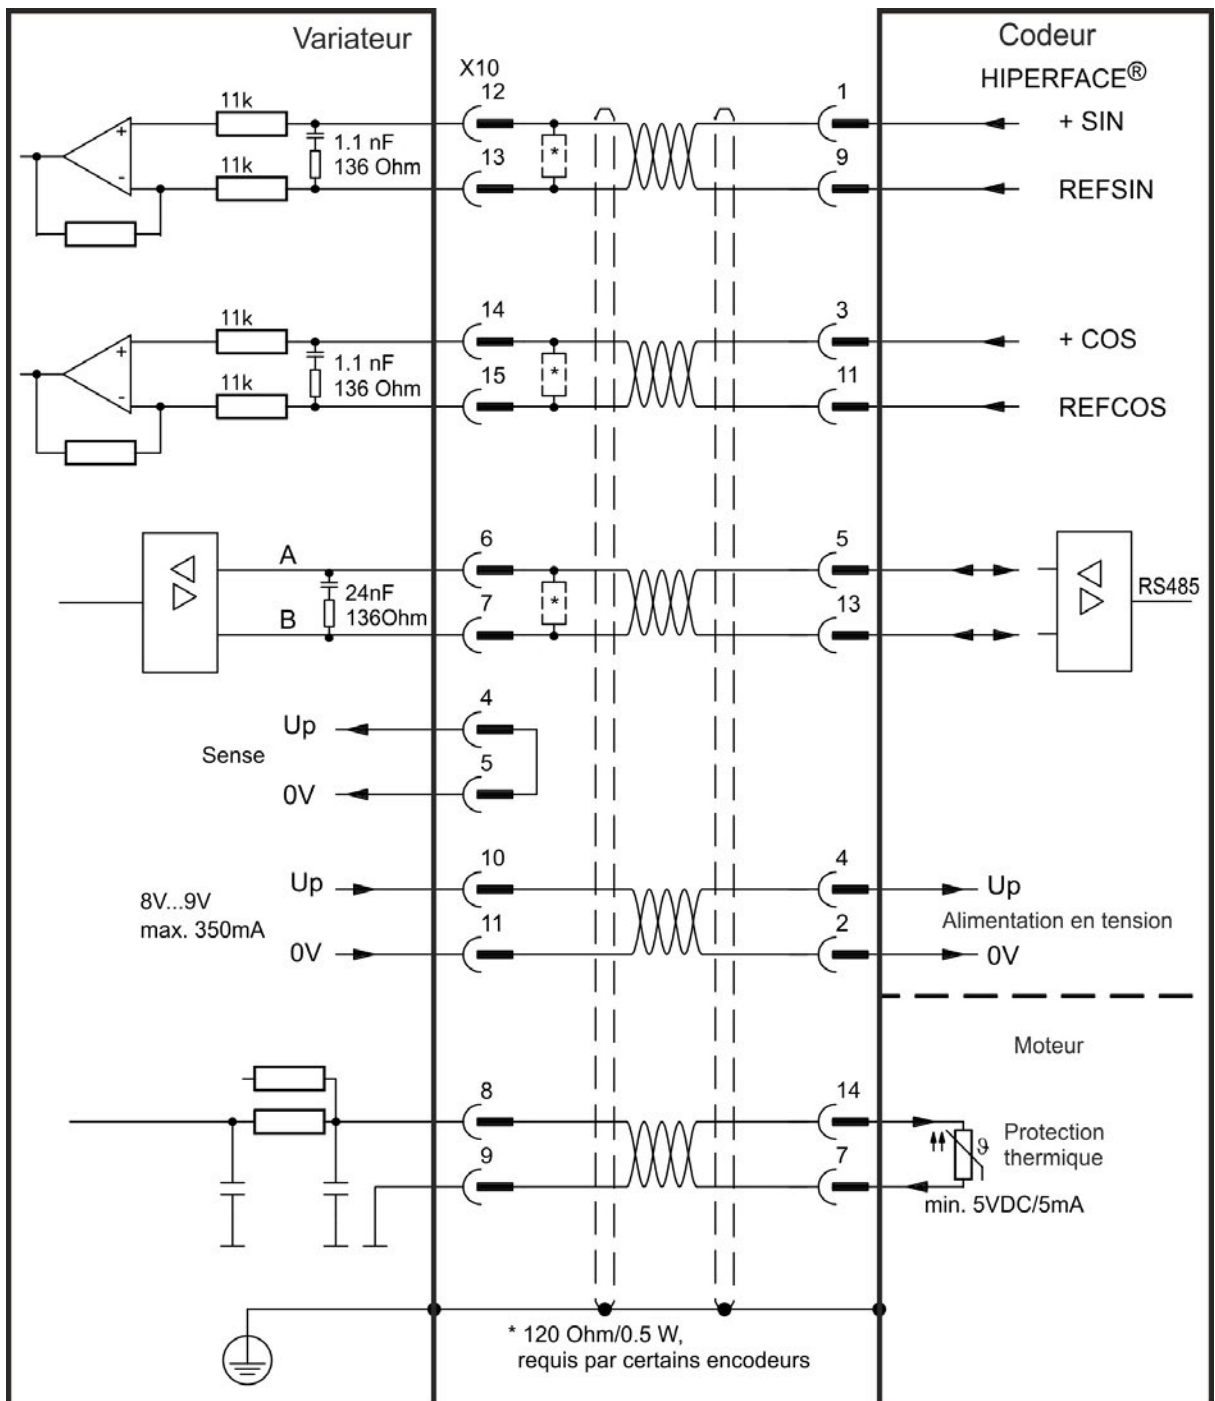 Variateur
Codeur
HIPERFACE®
X10
11k
12
1
+ SIN
+
1.1 nF
136 Ohm
*
11k
13
9
REFSIN
-
11k
14
3
+ COS
+
1.1 nF
136 Ohm
*
11k
15
11
REFCOS
-
A
6
5
24nF
136Ohm
*
RS485
B
7
13
4
Up
Sense
5
0V
10
4
Up
Up
8V...9V
max. 350mA
Alimentation en tension
11
2
0V
0V
Moteur
8
14
Protection
thermique
ϑ
9
7
min. 5VDC/5mA
* 120 Ohm/0.5 W,
requis par certains encodeurs